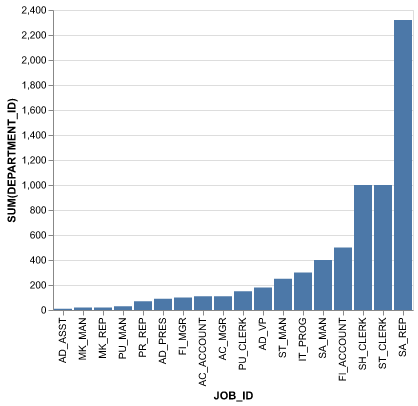 2,400
2,200
2,000
1,800
1,600
1,400
1,200
1,000
800
600
400
200
0
SUM(DEPARTMENT_ID)
AD_ASST
MK_MAN
MK_REP
PU_MAN
PR_REP
AD_PRES
FI_MGR
AC_ACCOUNT
AC_MGR
PU_CLERK
AD_VP
ST_MAN
IT_PROG
SA_MAN
FI_ACCOUNT
SH_CLERK
ST_CLERK
SA_REP
JOB_ID